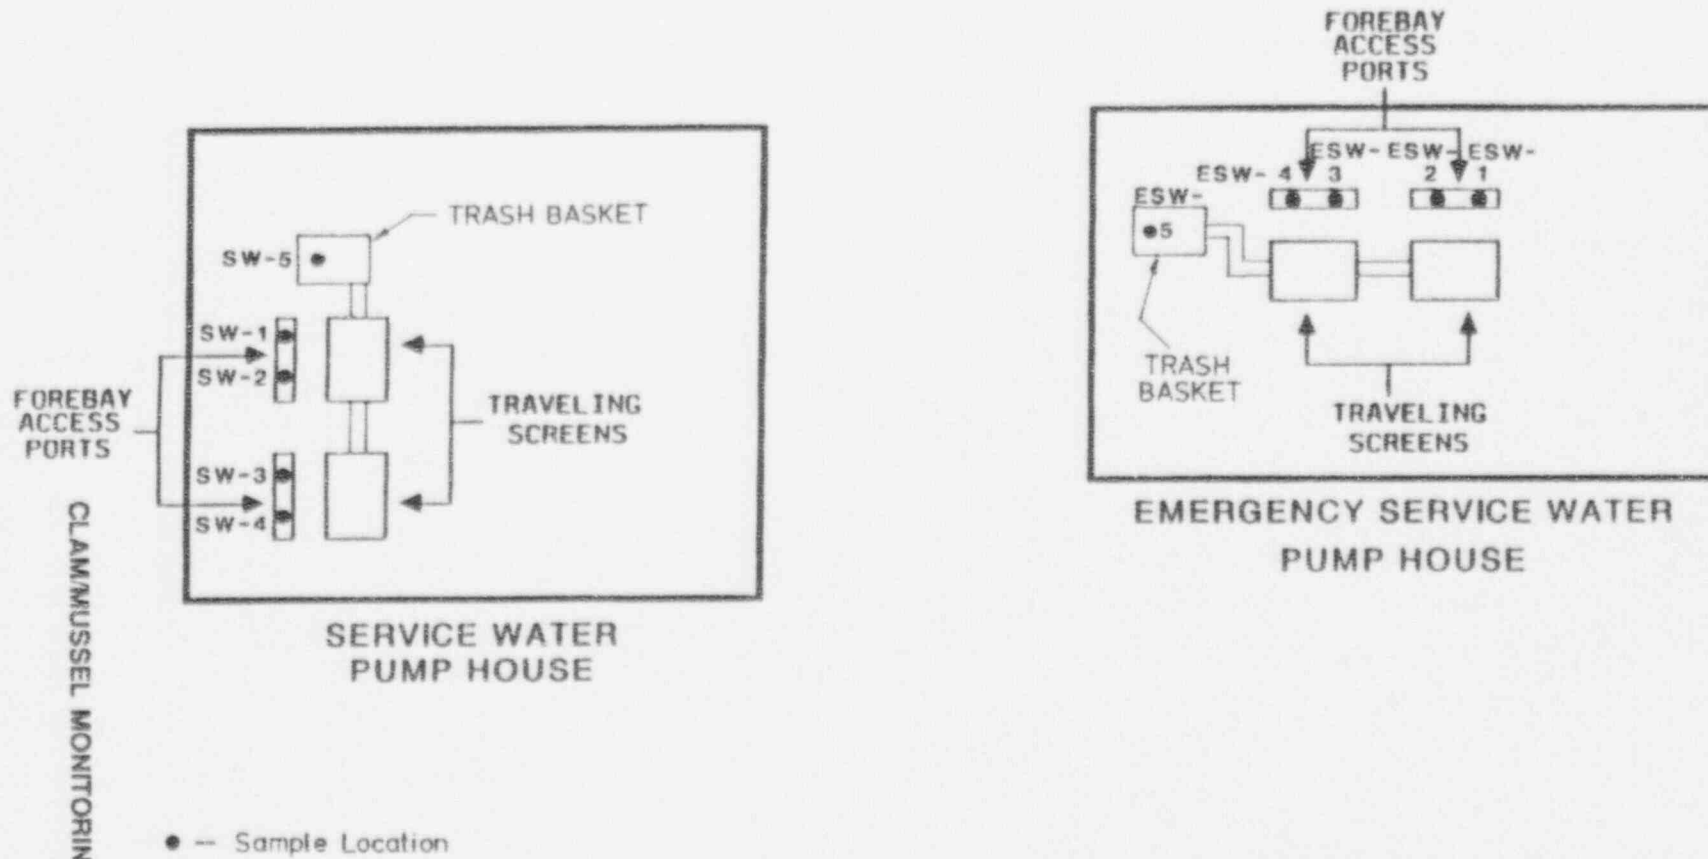 FOREBAY
ACCESS
PORTS
TRASH BASKET
SW-5
SW-1
SW-2
FOREBAY
ACCESS
PORTS
TRAVELING
SCREENS
SW-3
SW-4
SERVICE WATER
PUMP HOUSE
ESW- ESW- ESW-
ESW- 4 3 2 1
ESW-
5
TRASH
BASKET
TRAVELING
SCREENS
EMERGENCY SERVICE WATER
PUMP HOUSE
CLAM/MUSSEL MONITORIN
-- Sample Location